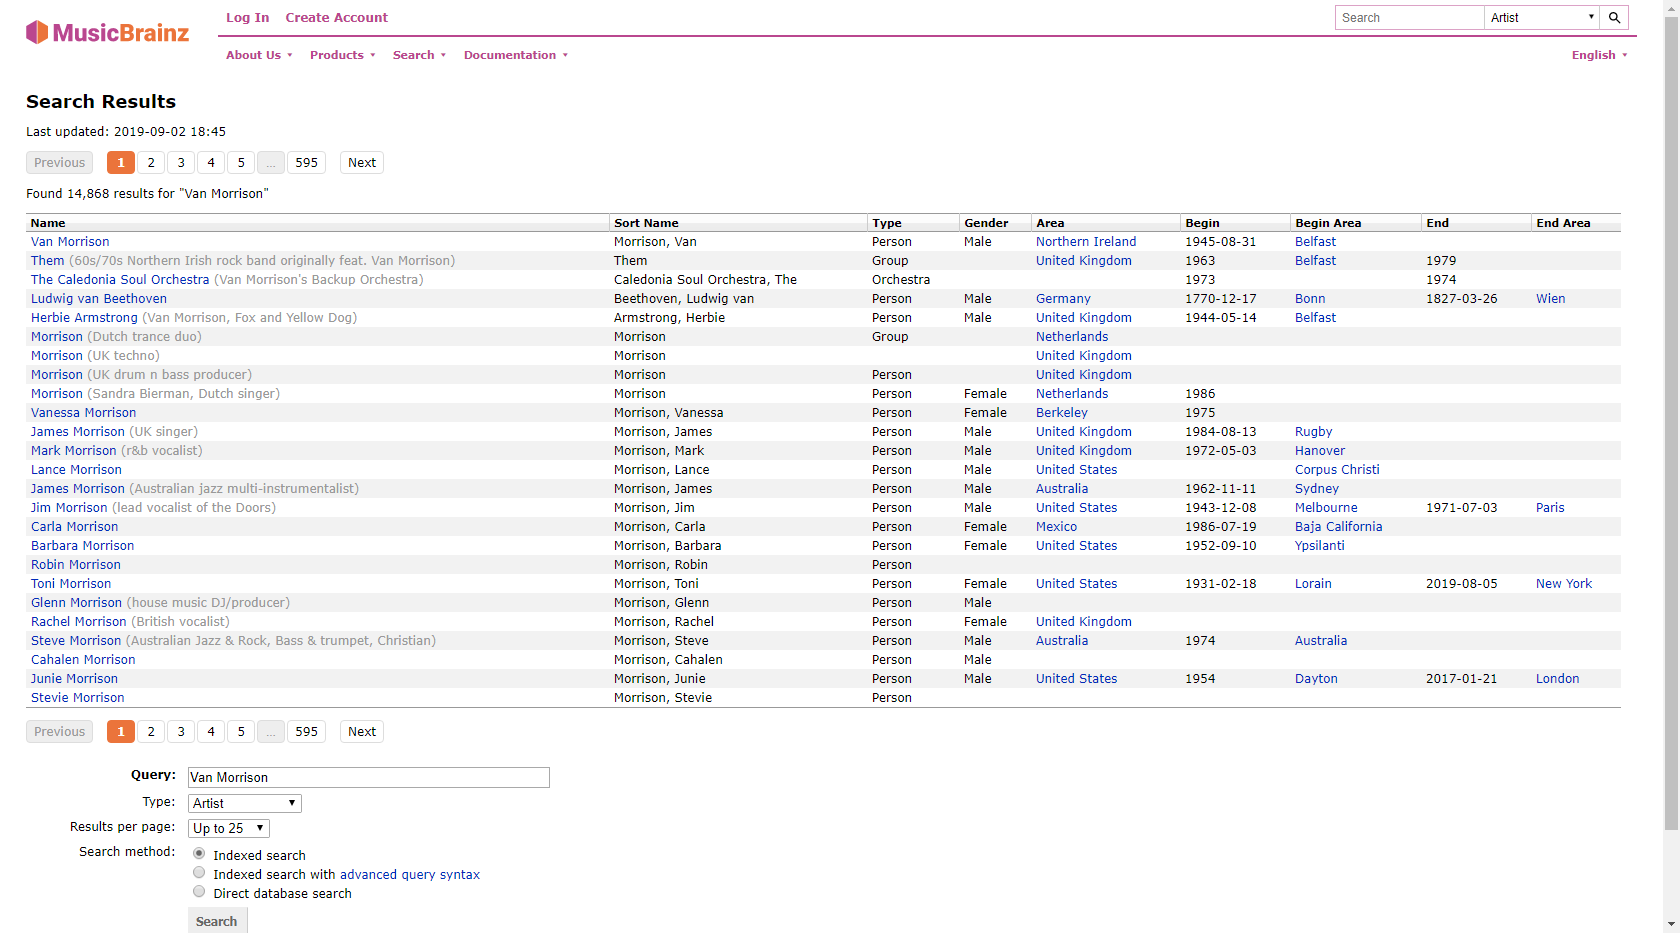 MusicBrainz
Log In Create Account
Search Artist
About Us Products Search Documentation English
Search Results
Last updated: 2019-09-02 18:45
Previous 1 2 3 4 5 ... 595 Next
Found 14,868 results for "Van Morrison"
Name Sort Name Type Gender Area Begin Begin Area End End Area
Van Morrison Morrison, Van Person Male Northern Ireland 1945-08-31 Belfast
Them (60s/70s Northern Irish rock band originally feat. Van Morrison) Them Group United Kingdom 1963 Belfast 1979
The Caledonia Soul Orchestra (Van Morrison's Backup Orchestra) Caledonia Soul Orchestra, The Orchestra 1973 1974
Ludwig van Beethoven Beethoven, Ludwig van Person Male Germany 1770-12-17 Bonn 1827-03-26 Wien
Herbie Armstrong (Van Morrison, Fox and Yellow Dog) Armstrong, Herbie Person Male United Kingdom 1944-05-14 Belfast
Morrison (Dutch trance duo) Morrison Group Netherlands
Morrison (UK techno) Morrison United Kingdom
Morrison (UK drum n bass producer) Morrison Person United Kingdom
Morrison (Sandra Bierman, Dutch singer) Morrison Person Female Netherlands 1986
Vanessa Morrison Morrison, Vanessa Person Female Berkeley 1975
James Morrison (UK singer) Morrison, James Person Male United Kingdom 1984-08-13 Rugby
Mark Morrison (r&b vocalist) Morrison, Mark Person Male United Kingdom 1972-05-03 Hanover
Lance Morrison Morrison, Lance Person Male United States Corpus Christi
James Morrison (Australian jazz multi-instrumentalist) Morrison, James Person Male Australia 1962-11-11 Sydney
Jim Morrison (lead vocalist of the Doors) Morrison, Jim Person Male United States 1943-12-08 Melbourne 1971-07-03 Paris
Carla Morrison Morrison, Carla Person Female Mexico 1986-07-19 Baja California
Barbara Morrison Morrison, Barbara Person Female United States 1952-09-10 Ypsilanti
Robin Morrison Morrison, Robin Person
Toni Morrison Morrison, Toni Person Female United States 1931-02-18 Lorain 2019-08-05 New York
Glenn Morrison (house music DJ/producer) Morrison, Glenn Person Male
Rachel Morrison (British vocalist) Morrison, Rachel Person Female United Kingdom
Steve Morrison (Australian Jazz & Rock, Bass & trumpet, Christian) Morrison, Steve Person Male Australia 1974 Australia
Cahalen Morrison Morrison, Cahalen Person Male
Junie Morrison Morrison, Junie Person Male United States 1954 Dayton 2017-01-21 London
Stevie Morrison Morrison, Stevie Person
Previous 1 2 3 4 5 ... 595 Next
Query: Van Morrison
Type: Artist
Results per page: Up to 25
Search method: Indexed search
Indexed search with advanced query syntax
Direct database search
Search